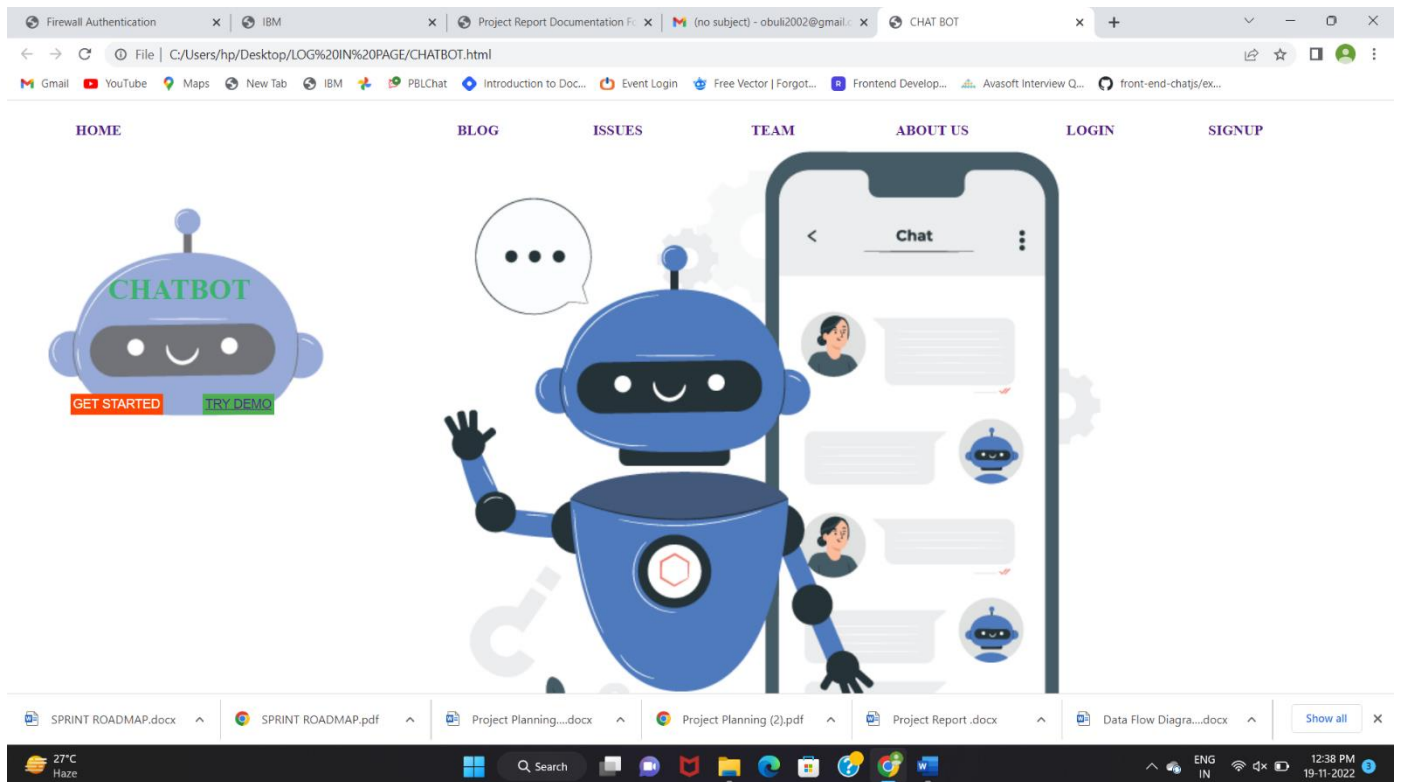 Firewall Authentication
IBM
Project Report Documentation Fo
(no subject) - obuli2002@gmail.c
CHAT BOT
File | C:/Users/hp/Desktop/LOG%20IN%20PAGE/CHATBOT.html
Gmail
YouTube
Maps
New Tab
IBM
PBLChat
Introduction to Doc...
Event Login
Free Vector | Forgot...
Frontend Develop...
Avasoft Interview Q...
front-end-chatjs/ex...
HOME
BLOG
ISSUES
TEAM
ABOUT US
LOGIN
SIGNUP
Chat
CHATBOT
GET STARTED
TRY DEMO
SPRINT ROADMAP.docx
SPRINT ROADMAP.pdf
Project Planning....docx
Project Planning (2).pdf
Project Report .docx
Data Flow Diagra....docx
Show all
27°C
Haze
Search
ENG
IN
12:38 PM
19-11-2022
3